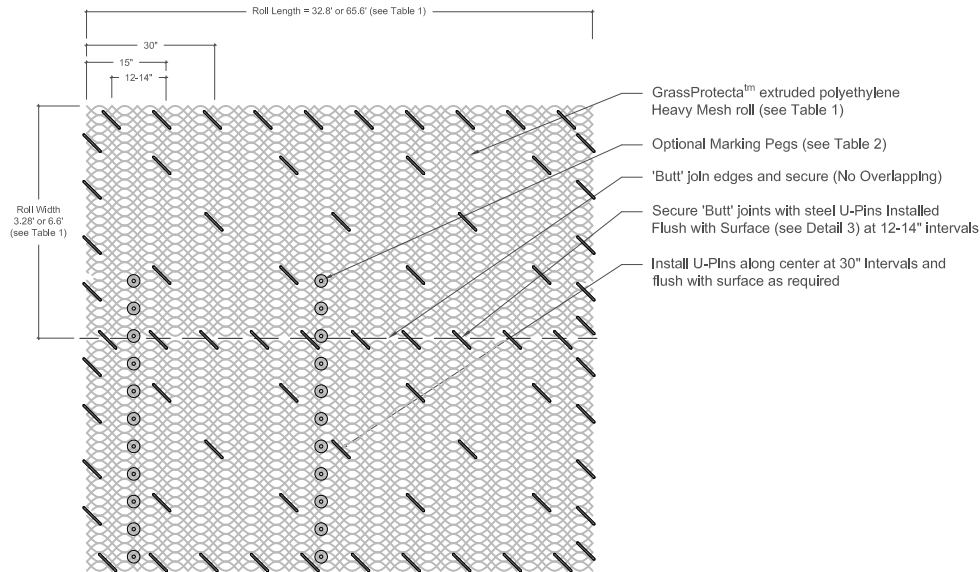 Roll Length = 32.8' or 65.6' (see Table 1)
30"
15"
12-14"
GrassProtecta™ extruded polyethylene
Heavy Mesh roll (see Table 1)
Optional Marking Pegs (see Table 2)
'Butt' join edges and secure (No Overlapping)
Roll Width
3.28' or 6.6'
(see Table 1)
Secure 'Butt' joints with steel U-Pins Installed
Flush with Surface (see Detail 3) at 12-14" intervals
Install U-PIns along center at 30" Intervals and
flush with surface as required